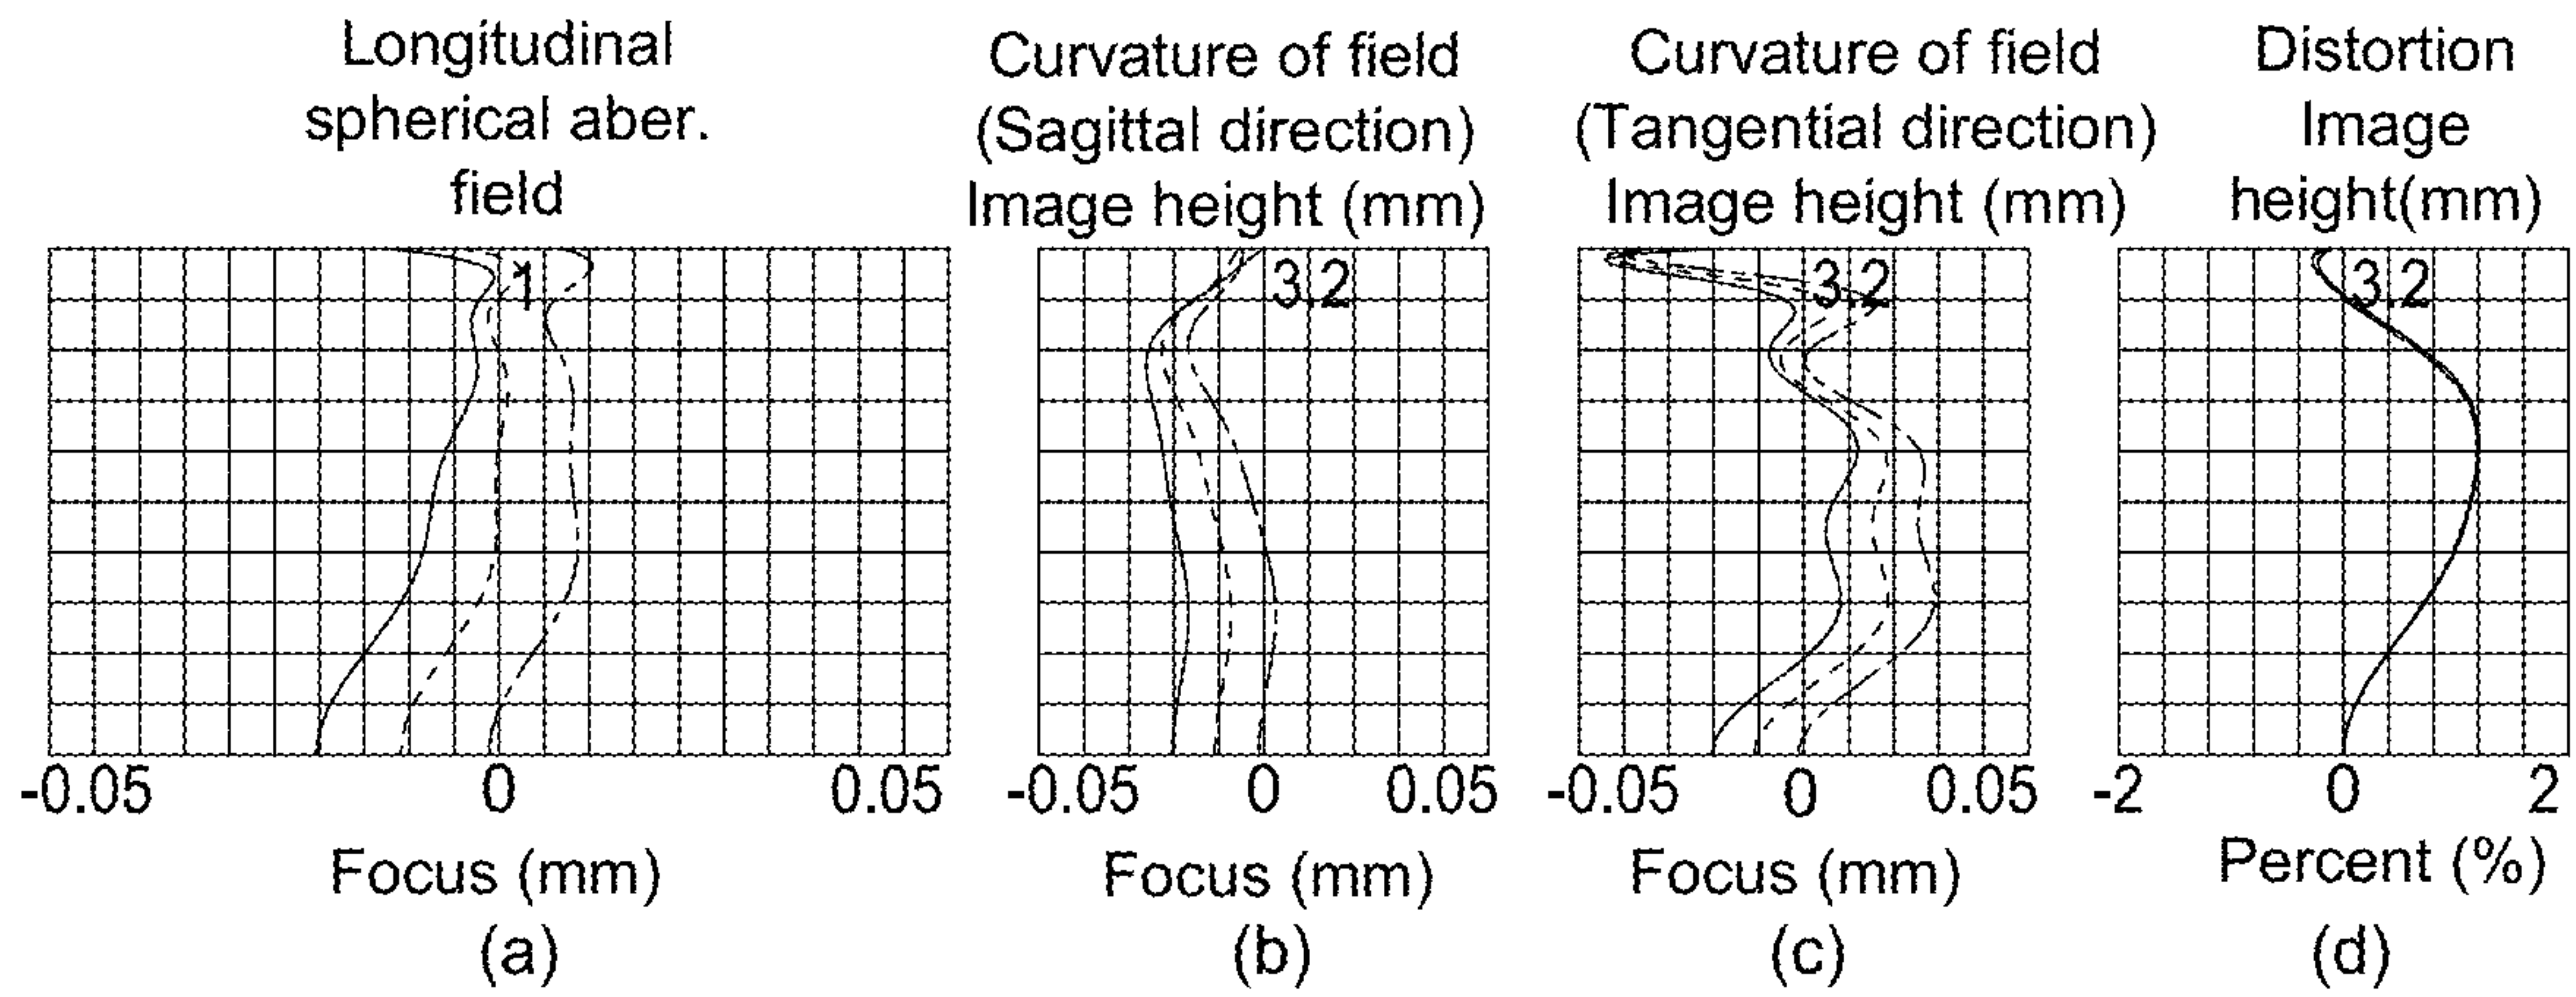 Longitudinal
spherical aber.
field
1
-0.05 0 0.05
Focus (mm)
(a)
Curvature of field
(Sagittal direction)
Image height (mm)
3.2
-0.05 0 0.05
Focus (mm)
(b)
Curvature of field
(Tangential direction)
Image height (mm)
3.2
-0.05 0 0.05
Focus (mm)
(c)
Distortion
Image
height(mm)
3.2
-2 0 2
Percent (%)
(d)